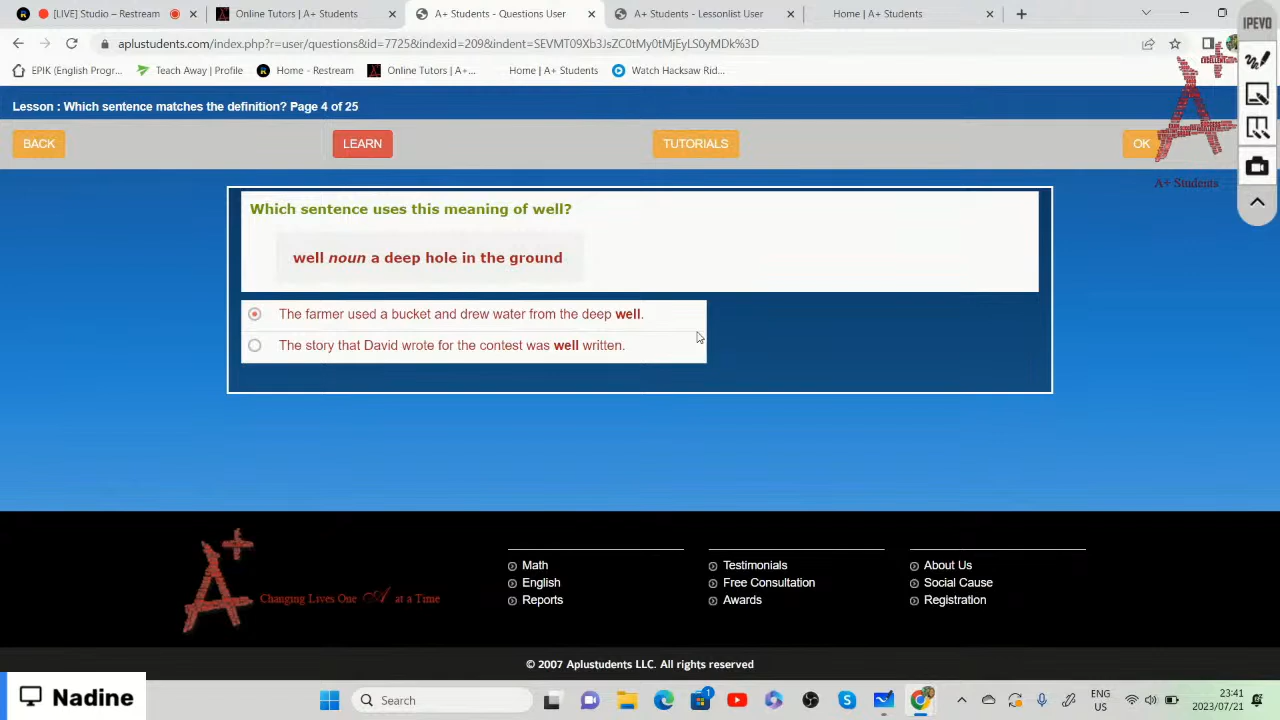 [LIVE] Studio – Restream
Online Tutors | A+ Students
A+ Students - Questions User
A+ Students - Lessonlist User
Home | A+ Students
IPEVO
aplustudents.com/index.php?r=user/questions&id=7725&indexid=209&indent=SEVMT09Xb3JsZC0tMy0tMjEyLS0yMDk%3D
EPIK (English Progr...
Teach Away | Profile
Home - Restream
Online Tutors | A+...
Home | A+ Students
Watch Hacksaw Rid...
Lesson : Which sentence matches the definition? Page 4 of 25
BACK
LEARN
TUTORIALS
OK
A+ Students
Which sentence uses this meaning of well?
well noun a deep hole in the ground
The farmer used a bucket and drew water from the deep well.
The story that David wrote for the contest was well written.
Changing Lives One A at a Time
Math
English
Reports
Testimonials
Free Consultation
Awards
About Us
Social Cause
Registration
© 2007 Aplustudents LLC. All rights reserved
Nadine
Search
1
ENG
US
23:41
2023/07/21